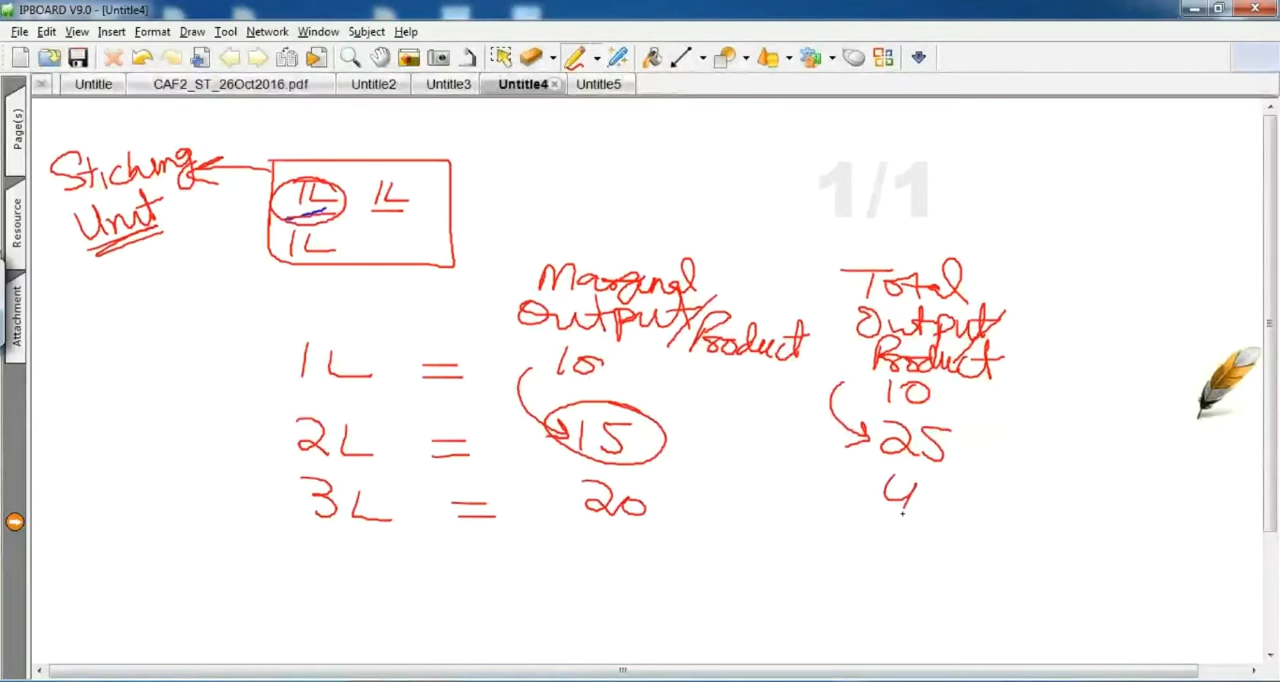 IPBOARD V9.0 - [Untitle4]
File Edit View Insert Format Draw Tool Network Window Subject Help
Untitle CAF2_ST_26Oct2016.pdf Untitle2 Untitle3 Untitle4 Untitle5
Page(s)
Resource
Attachment
1/1
Stiching
Unit
1L 1L
1L
Marginal
Output/Product
Total
Output/
Product
1L = 10 10
2L = 15 25
3L = 20 4